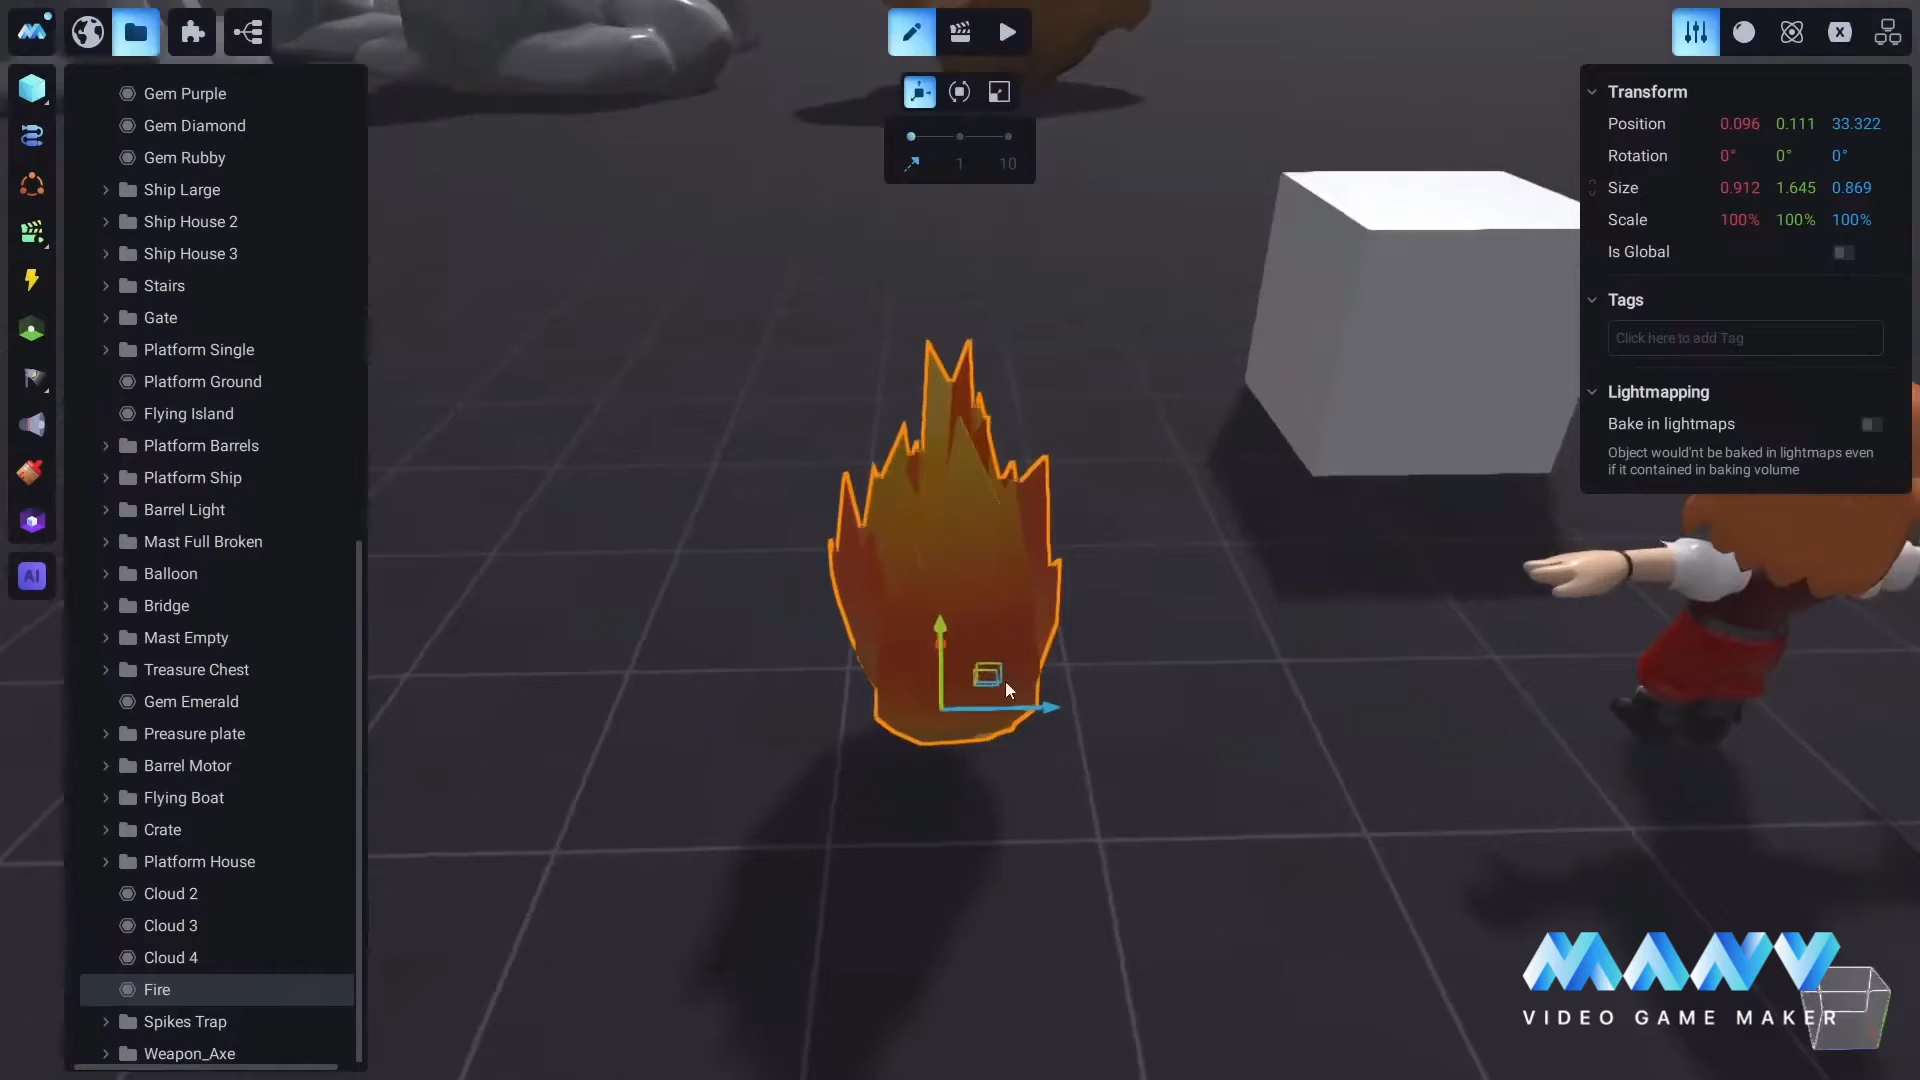 Gem Purple
Gem Diamond
Gem Rubby
Ship Large
Ship House 2
Ship House 3
Stairs
Gate
Platform Single
Platform Ground
Flying Island
Platform Barrels
Platform Ship
Barrel Light
Mast Full Broken
Balloon
Bridge
Mast Empty
Treasure Chest
Gem Emerald
Preasure plate
Barrel Motor
Flying Boat
Crate
Platform House
Cloud 2
Cloud 3
Cloud 4
Fire
Spikes Trap
Weapon_Axe
AI
1 10
X
Transform
Position 0.096 0.111 33.322
Rotation 0° 0° 0°
Size 0.912 1.645 0.869
Scale 100% 100% 100%
Is Global
Tags
Click here to add Tag
Lightmapping
Bake in lightmaps
Object would'nt be baked in lightmaps even
if it contained in baking volume
MANV
VIDEO GAME MAKER